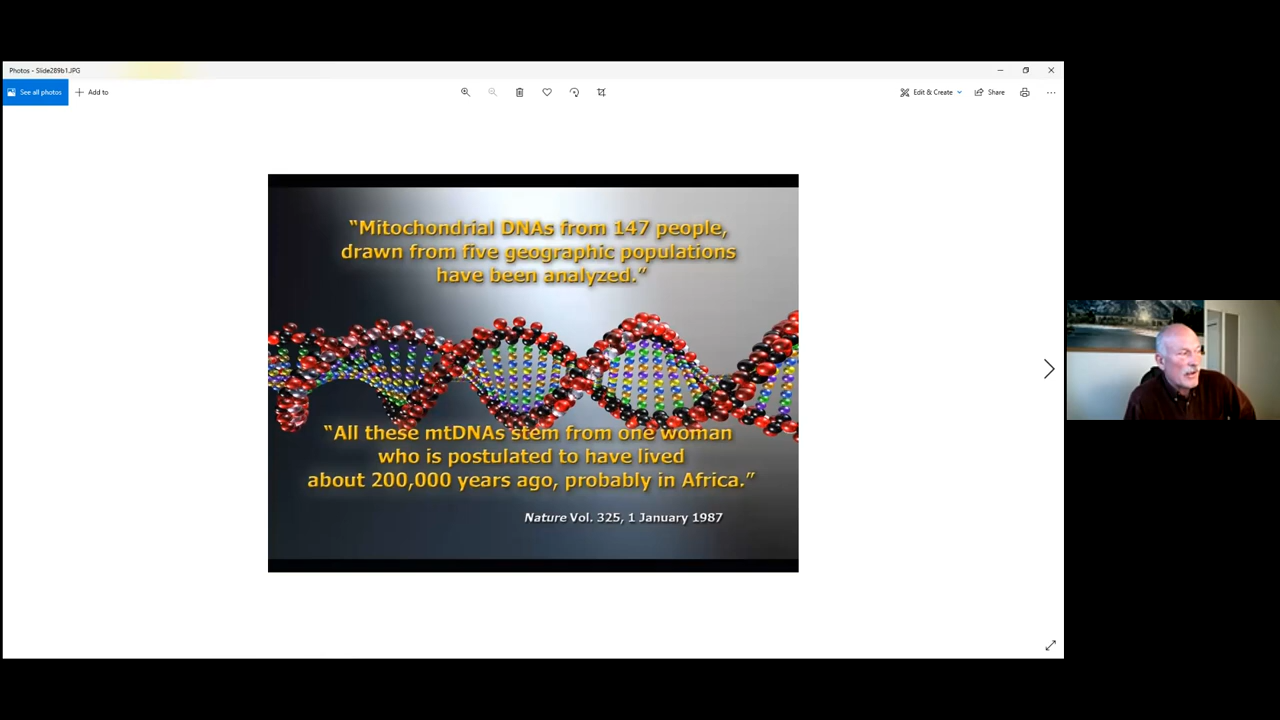 Photos - Slide289b1.JPG
See all photos
Add to
Edit & Create
Share
“Mitochondrial DNAs from 147 people,
drawn from five geographic populations
have been analyzed.”
“All these mtDNAs stem from one woman
who is postulated to have lived
about 200,000 years ago, probably in Africa.”
Nature Vol. 325, 1 January 1987